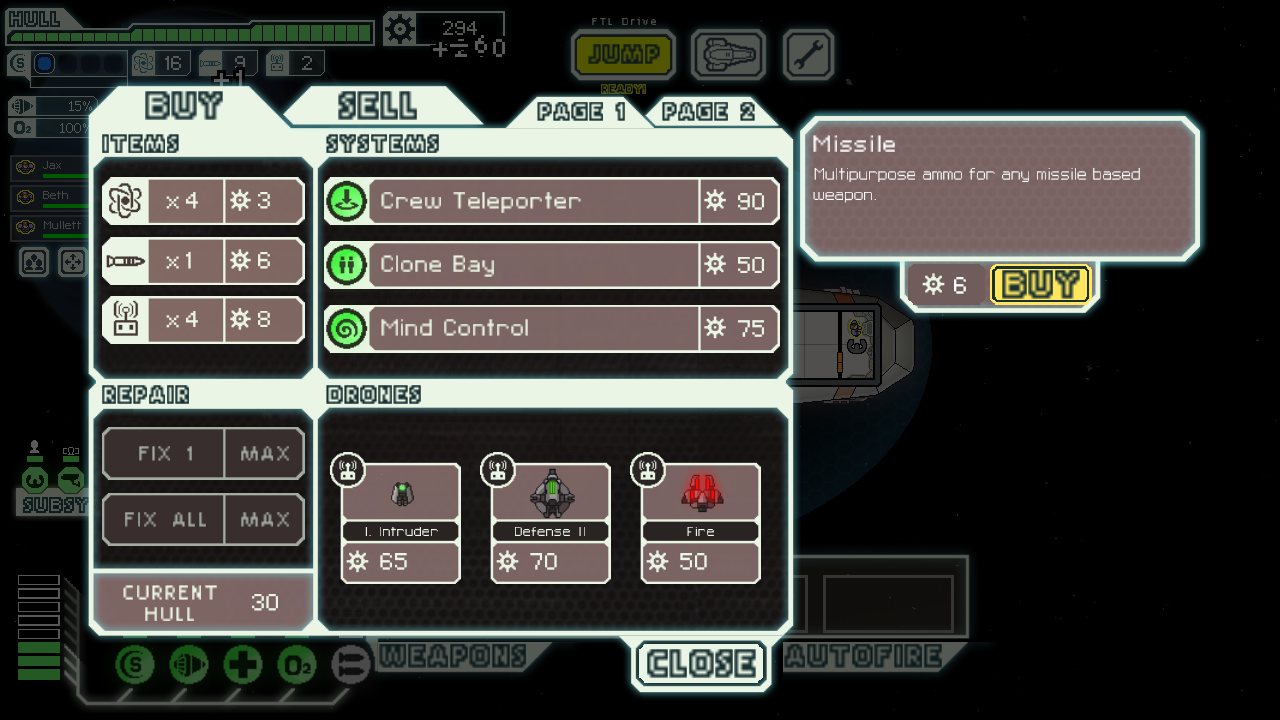 HULL
294
FTL Drive
JUMP
READY!
16
9
2
+1
15%
100%
BUY
SELL
PAGE 1
PAGE 2
ITEMS
SYSTEMS
x4
3
x1
6
x4
8
Crew Teleporter
90
Clone Bay
50
Mind Control
75
Missile
Multipurpose ammo for any missile based
weapon.
6
BUY
Jax
Beth
Mullett
REPAIR
FIX 1
MAX
FIX ALL
MAX
CURRENT
HULL
30
DRONES
I. Intruder
65
Defense II
70
Fire
50
SUBSY
WEAPONS
CLOSE
AUTOFIRE